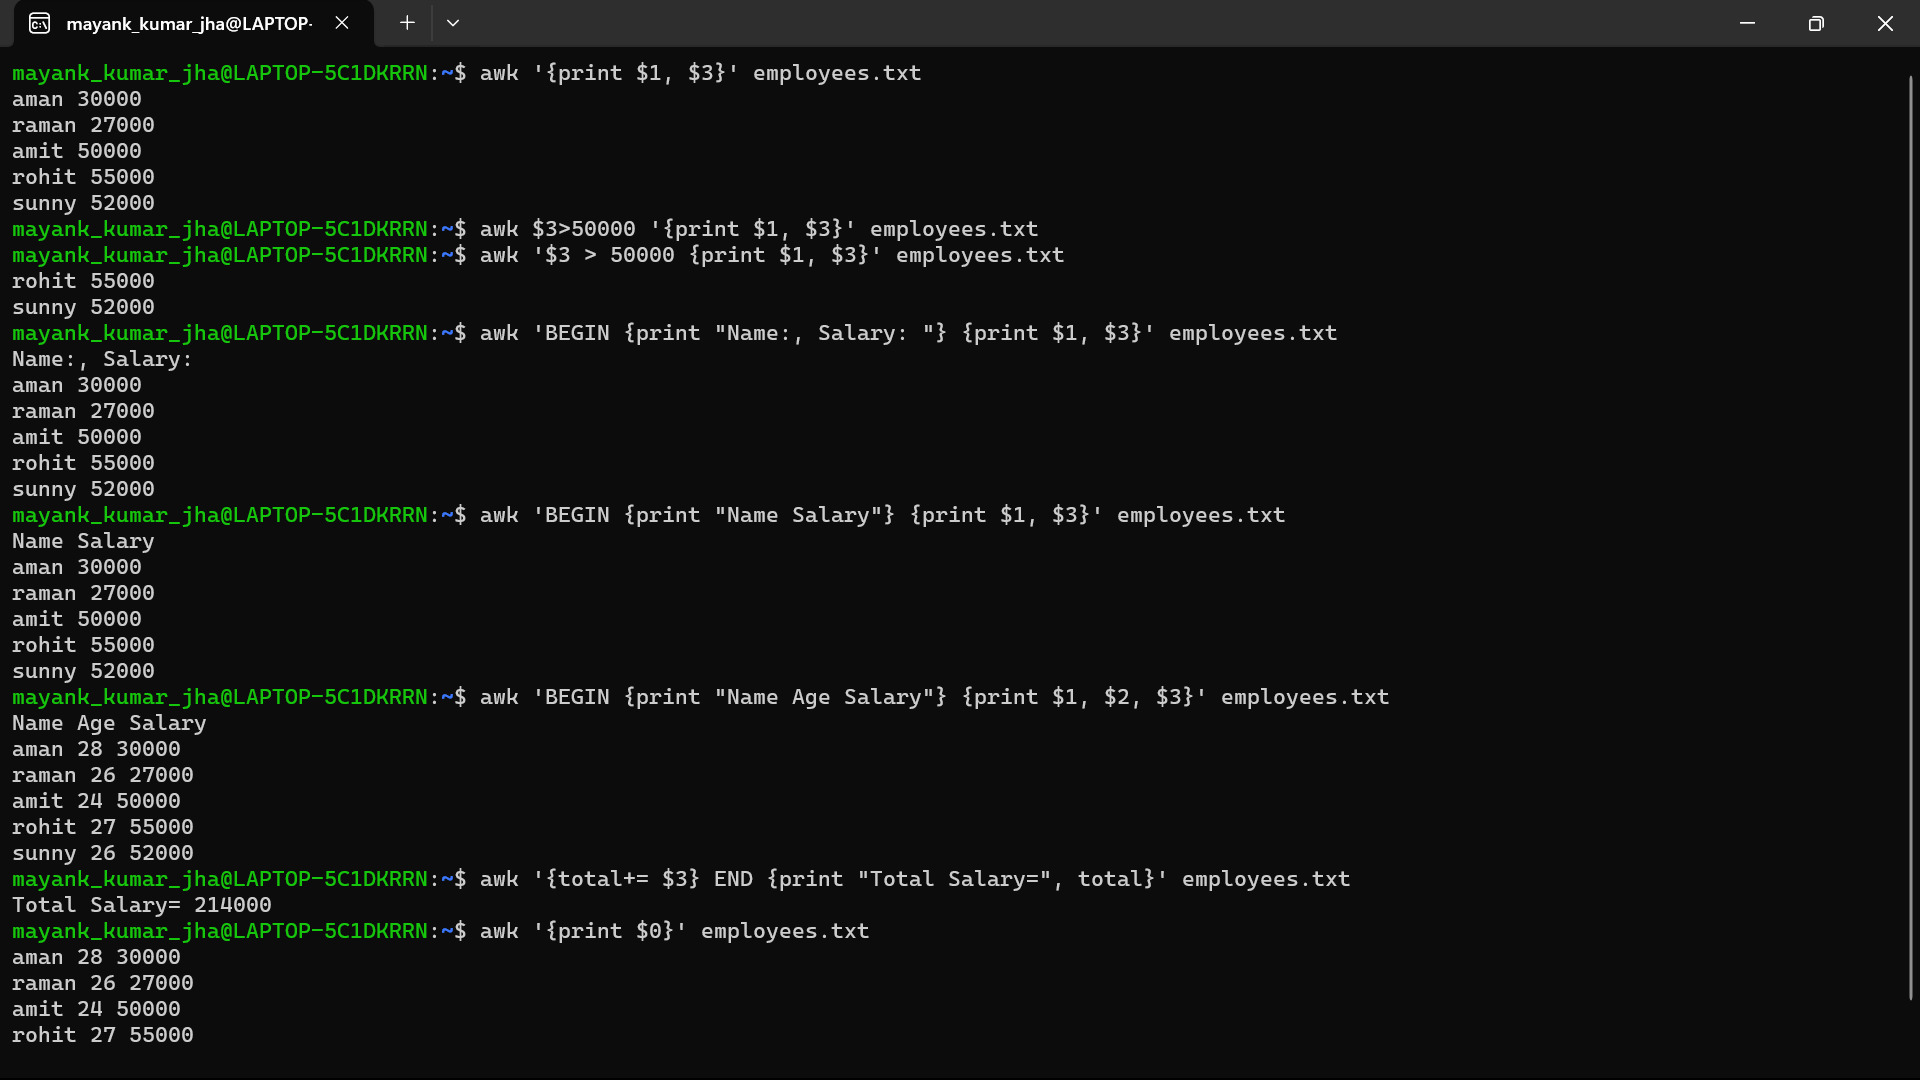 mayank_kumar_jha@LAPTOP-
mayank_kumar_jha@LAPTOP-5C1DKRRN:~$ awk '{print $1, $3}' employees.txt
aman 30000
raman 27000
amit 50000
rohit 55000
sunny 52000
mayank_kumar_jha@LAPTOP-5C1DKRRN:~$ awk $3>50000 '{print $1, $3}' employees.txt
mayank_kumar_jha@LAPTOP-5C1DKRRN:~$ awk '$3 > 50000 {print $1, $3}' employees.txt
rohit 55000
sunny 52000
mayank_kumar_jha@LAPTOP-5C1DKRRN:~$ awk 'BEGIN {print "Name:, Salary: "} {print $1, $3}' employees.txt
Name:, Salary:
aman 30000
raman 27000
amit 50000
rohit 55000
sunny 52000
mayank_kumar_jha@LAPTOP-5C1DKRRN:~$ awk 'BEGIN {print "Name Salary"} {print $1, $3}' employees.txt
Name Salary
aman 30000
raman 27000
amit 50000
rohit 55000
sunny 52000
mayank_kumar_jha@LAPTOP-5C1DKRRN:~$ awk 'BEGIN {print "Name Age Salary"} {print $1, $2, $3}' employees.txt
Name Age Salary
aman 28 30000
raman 26 27000
amit 24 50000
rohit 27 55000
sunny 26 52000
mayank_kumar_jha@LAPTOP-5C1DKRRN:~$ awk '{total+= $3} END {print "Total Salary=", total}' employees.txt
Total Salary= 214000
mayank_kumar_jha@LAPTOP-5C1DKRRN:~$ awk '{print $0}' employees.txt
aman 28 30000
raman 26 27000
amit 24 50000
rohit 27 55000